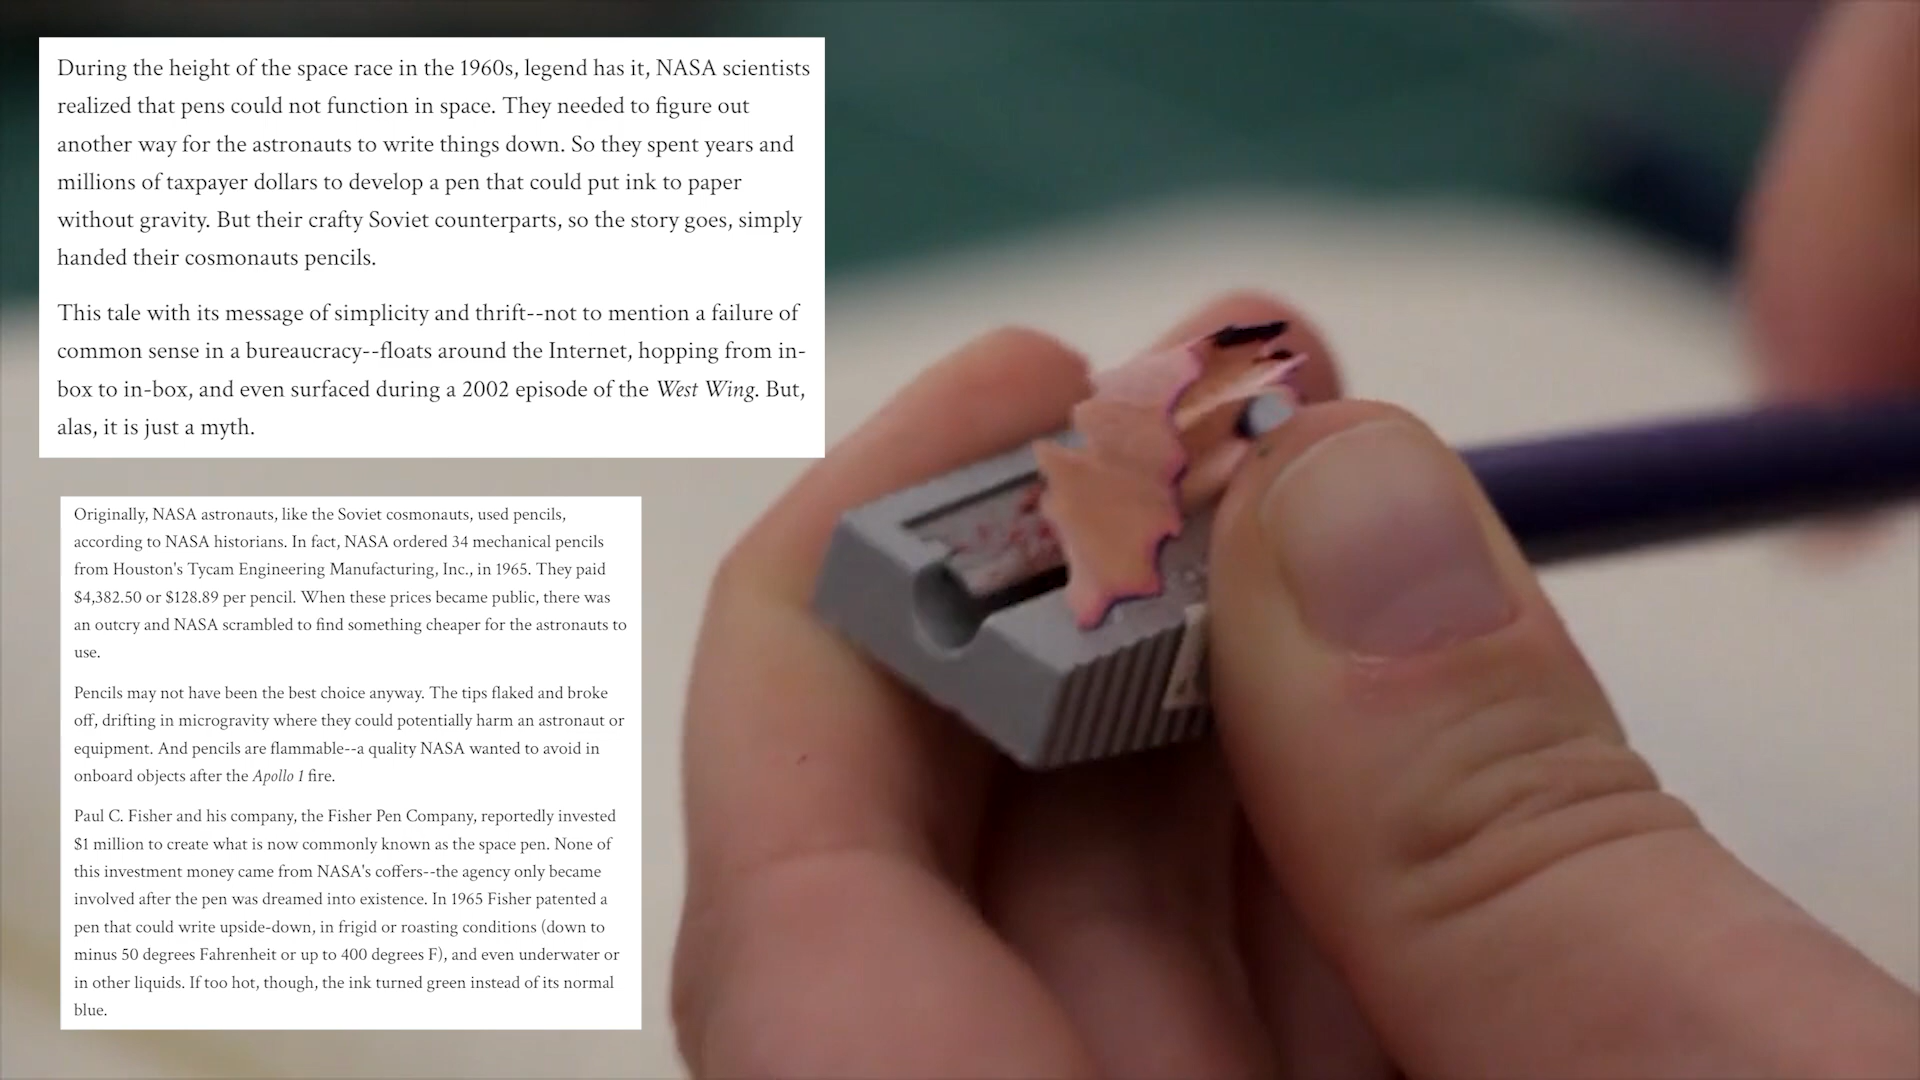 During the height of the space race in the 1960s, legend has it, NASA scientists
realized that pens could not function in space. They needed to figure out
another way for the astronauts to write things down. So they spent years and
millions of taxpayer dollars to develop a pen that could put ink to paper
without gravity. But their crafty Soviet counterparts, so the story goes, simply
handed their cosmonauts pencils.
This tale with its message of simplicity and thrift--not to mention a failure of
common sense in a bureaucracy--floats around the Internet, hopping from in-
box to in-box, and even surfaced during a 2002 episode of the West Wing. But,
alas, it is just a myth.
Originally, NASA astronauts, like the Soviet cosmonauts, used pencils,
according to NASA historians. In fact, NASA ordered 34 mechanical pencils
from Houston's Tycam Engineering Manufacturing, Inc., in 1965. They paid
$4,382.50 or $128.89 per pencil. When these prices became public, there was
an outcry and NASA scrambled to find something cheaper for the astronauts to
use.
Pencils may not have been the best choice anyway. The tips flaked and broke
off, drifting in microgravity where they could potentially harm an astronaut or
equipment. And pencils are flammable--a quality NASA wanted to avoid in
onboard objects after the Apollo 1 fire.
Paul C. Fisher and his company, the Fisher Pen Company, reportedly invested
$1 million to create what is now commonly known as the space pen. None of
this investment money came from NASA's coffers--the agency only became
involved after the pen was dreamed into existence. In 1965 Fisher patented a
pen that could write upside-down, in frigid or roasting conditions (down to
minus 50 degrees Fahrenheit or up to 400 degrees F), and even underwater or
in other liquids. If too hot, though, the ink turned green instead of its normal
blue.